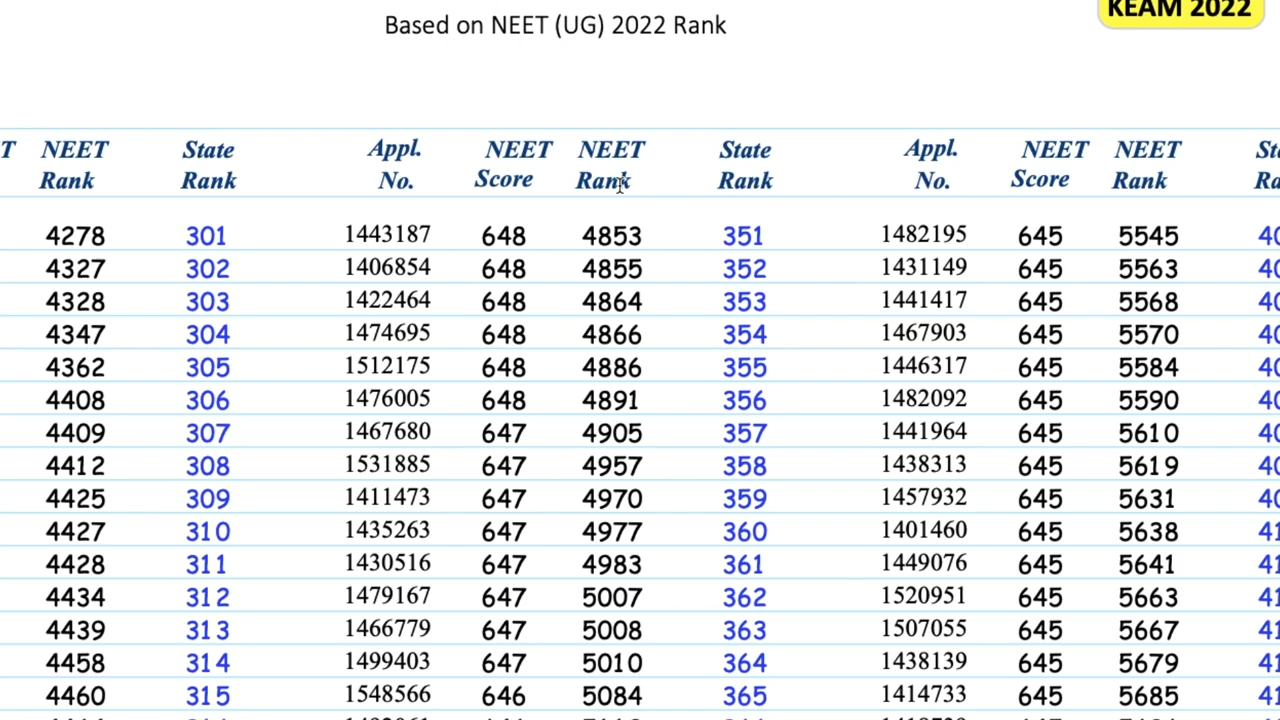 KEAM 2022
Based on NEET (UG) 2022 Rank
NEET State Appl. NEET NEET State Appl. NEET NEET
Rank Rank No. Score Rank Rank No. Score Rank
4278 301 1443187 648 4853 351 1482195 645 5545
4327 302 1406854 648 4855 352 1431149 645 5563
4328 303 1422464 648 4864 353 1441417 645 5568
4347 304 1474695 648 4866 354 1467903 645 5570
4362 305 1512175 648 4886 355 1446317 645 5584
4408 306 1476005 648 4891 356 1482092 645 5590
4409 307 1467680 647 4905 357 1441964 645 5610
4412 308 1531885 647 4957 358 1438313 645 5619
4425 309 1411473 647 4970 359 1457932 645 5631
4427 310 1435263 647 4977 360 1401460 645 5638
4428 311 1430516 647 4983 361 1449076 645 5641
4434 312 1479167 647 5007 362 1520951 645 5663
4439 313 1466779 647 5008 363 1507055 645 5667
4458 314 1499403 647 5010 364 1438139 645 5679
4460 315 1548566 646 5084 365 1414733 645 5685